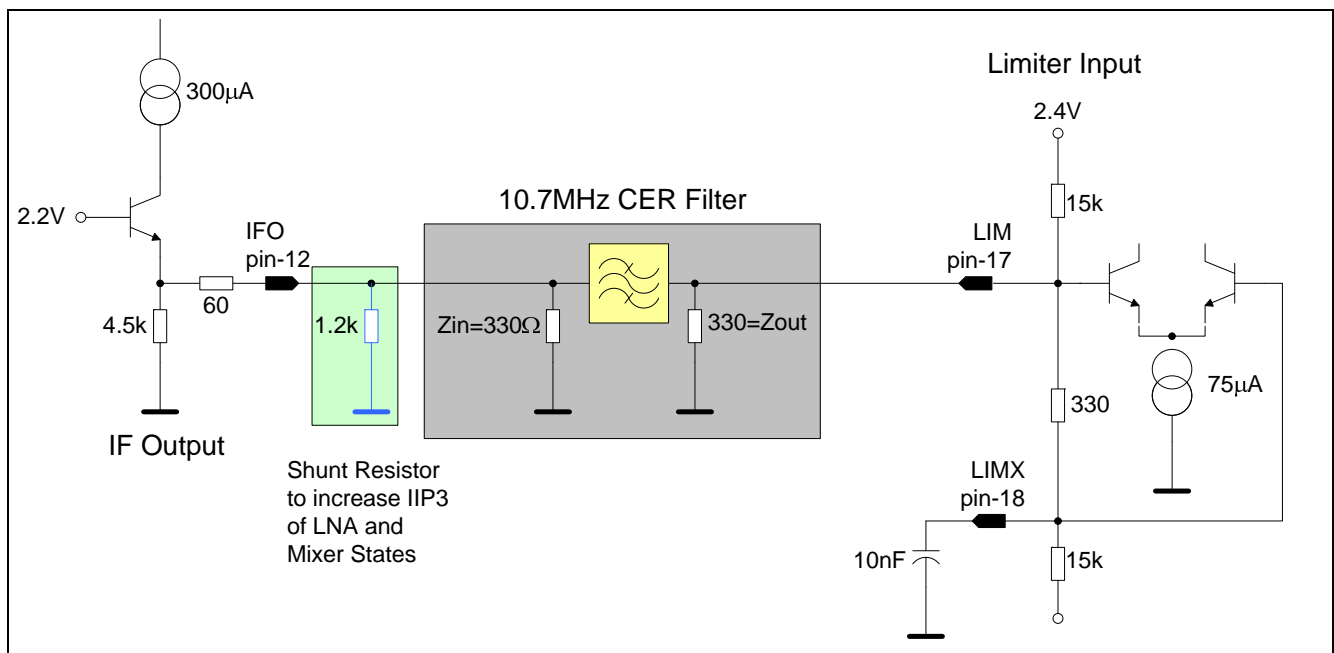 300µA
2.2V
4.5k
60
IFO
pin-12
IF Output
1.2k
Shunt Resistor
to increase IIP3
of LNA and
Mixer States
10.7MHz CER Filter
Zin=330Ω
330=Zout
Limiter Input
2.4V
15k
LIM
pin-17
330
75µA
LIMX
pin-18
10nF
15k